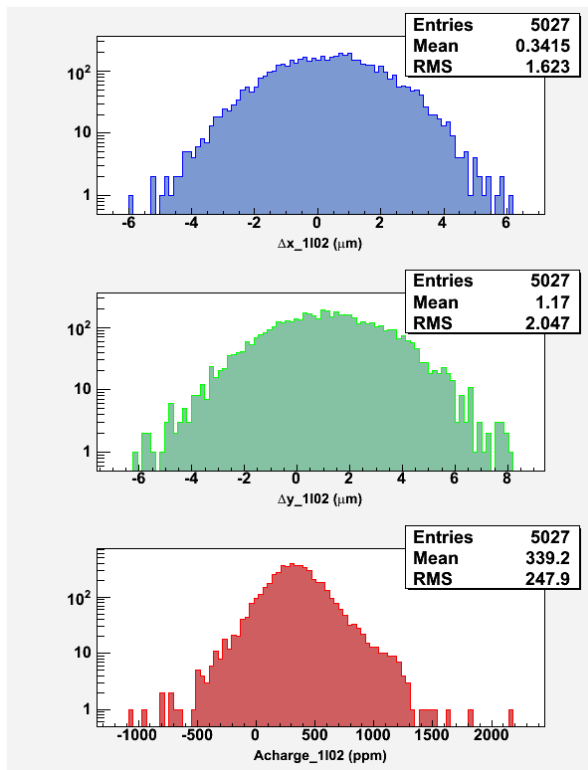 Entries 5027
Mean 0.3415
RMS 1.623
10²
10
1
-6 -4 -2 0 2 4 6
Δx_1I02 (μm)
Entries 5027
Mean 1.17
RMS 2.047
10²
10
1
-6 -4 -2 0 2 4 6 8
Δy_1I02 (μm)
Entries 5027
Mean 339.2
RMS 247.9
10²
10
1
-1000 -500 0 500 1000 1500 2000
Acharge_1I02 (ppm)